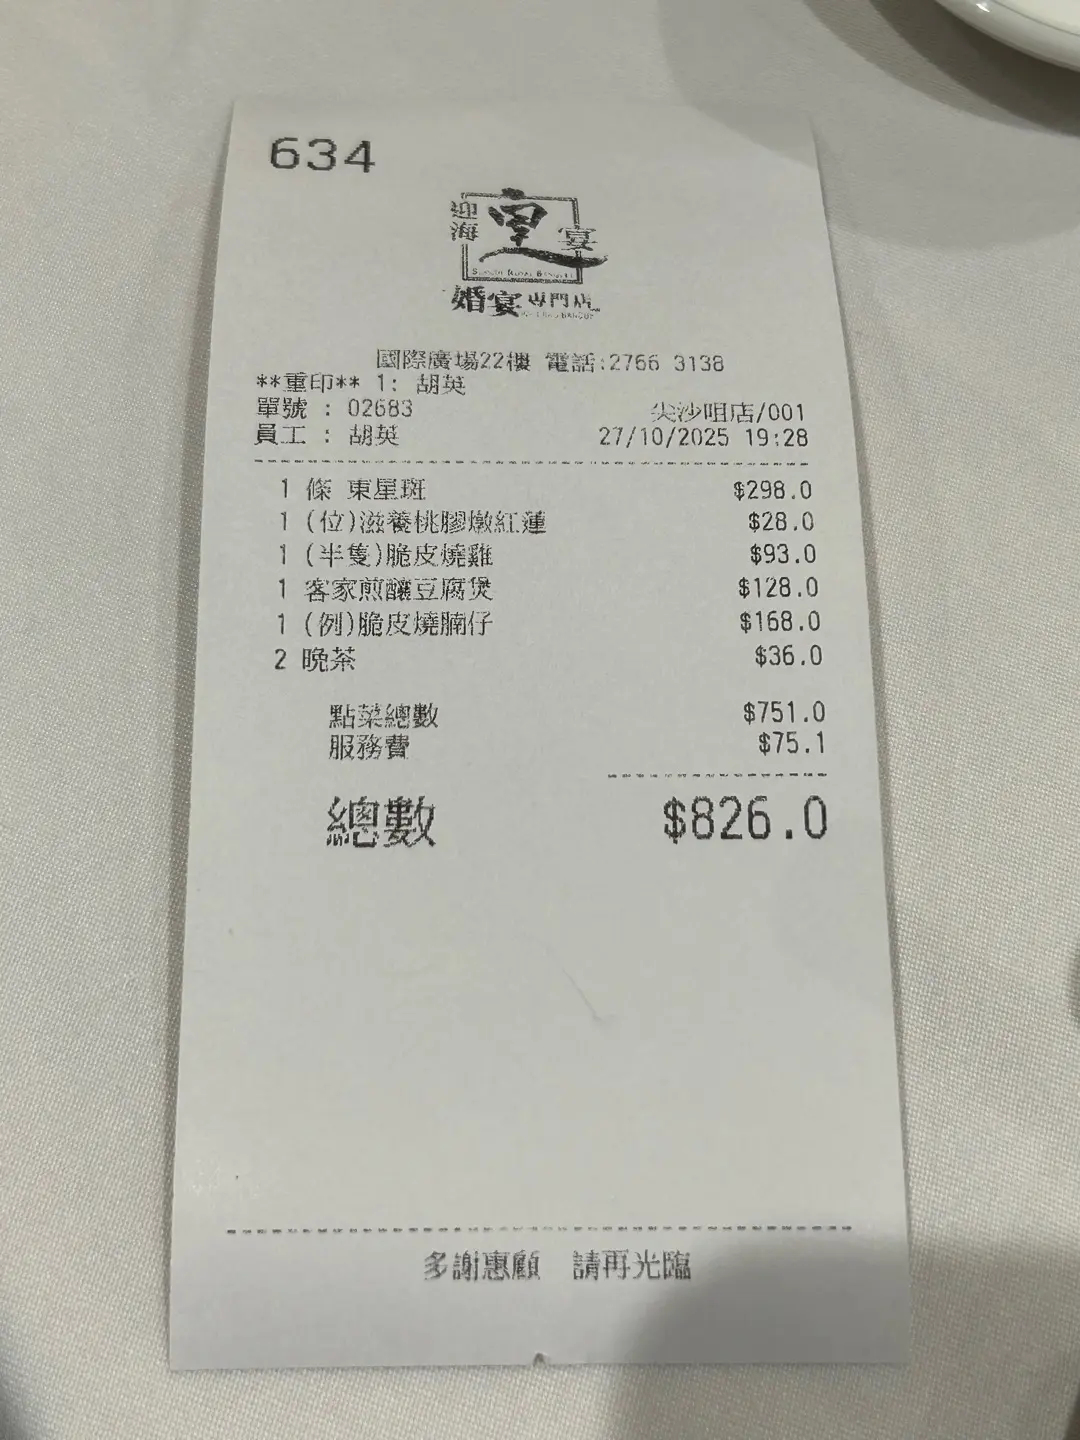 634
迎海 皇宴
婚宴專門店
國際廣場22樓 電話:2766 3138
**重印** 1: 胡英
單號 : 02683 尖沙咀店/001
員工 : 胡英 27/10/2025 19:28
1 條 東星斑 $298.0
1 (位)滋養桃膠燉紅蓮 $28.0
1 (半隻)脆皮燒雞 $93.0
1 客家煎釀豆腐煲 $128.0
1 (例)脆皮燒腩仔 $168.0
2 晚茶 $36.0
點菜總數 $751.0
服務費 $75.1
總數 $826.0
多謝惠顧 請再光臨